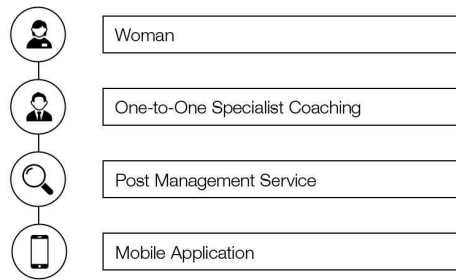 Woman
One-to-One Specialist Coaching
Post Management Service
Mobile Application